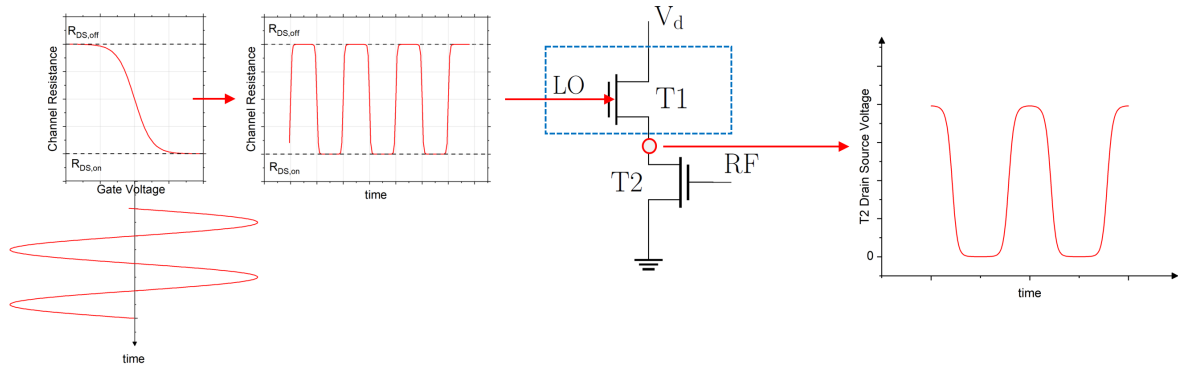 R_DS,off
Channel Resistance
R_DS,on
Gate Voltage
time
R_DS,off
Channel Resistance
R_DS,on
time
V_d
LO
T1
T2
RF
T2 Drain Source Voltage
0
time